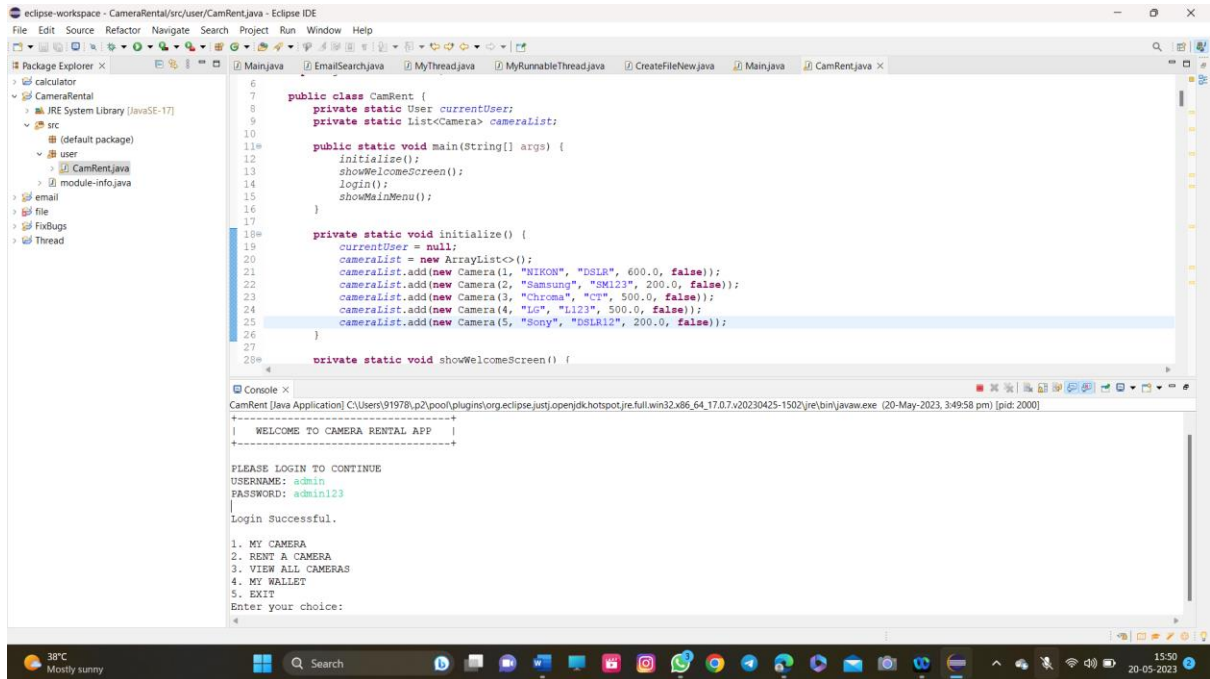 eclipse-workspace - CameraRental/src/user/CamRent.java - Eclipse IDE
File Edit Source Refactor Navigate Search Project Run Window Help
Package Explorer
calculator
CameraRental
JRE System Library [JavaSE-17]
src
(default package)
user
CamRent.java
module-info.java
email
file
FixBugs
Thread
Main.java EmailSearch.java MyThread.java MyRunnableThread.java CreateFileNew.java Main.java CamRent.java
6
7 public class CamRent {
8 private static User currentUser;
9 private static List<Camera> cameraList;
10
11 public static void main(String[] args) {
12 initialize();
13 showWelcomeScreen();
14 login();
15 showMainMenu();
16 }
17
18 private static void initialize() {
19 currentUser = null;
20 cameraList = new ArrayList<>();
21 cameraList.add(new Camera(1, "NIKON", "DSLR", 600.0, false));
22 cameraList.add(new Camera(2, "Samsung", "SM123", 200.0, false));
23 cameraList.add(new Camera(3, "Chroma", "CT", 500.0, false));
24 cameraList.add(new Camera(4, "LG", "L123", 500.0, false));
25 cameraList.add(new Camera(5, "Sony", "DSLR12", 200.0, false));
26 }
27
28 private static void showWelcomeScreen() {
Console
CamRent [Java Application] C:\Users\91978\.p2\pool\plugins\org.eclipse.justj.openjdk.hotspot.jre.full.win32.x86_64_17.0.7.v20230425-1502\jre\bin\javaw.exe (20-May-2023, 3:49:58 pm) [pid: 2000]
+----------------------------------+
| WELCOME TO CAMERA RENTAL APP |
+----------------------------------+
PLEASE LOGIN TO CONTINUE
USERNAME: admin
PASSWORD: admin123
Login Successful.
1. MY CAMERA
2. RENT A CAMERA
3. VIEW ALL CAMERAS
4. MY WALLET
5. EXIT
Enter your choice:
38°C
Mostly sunny
Search
15:50
20-05-2023